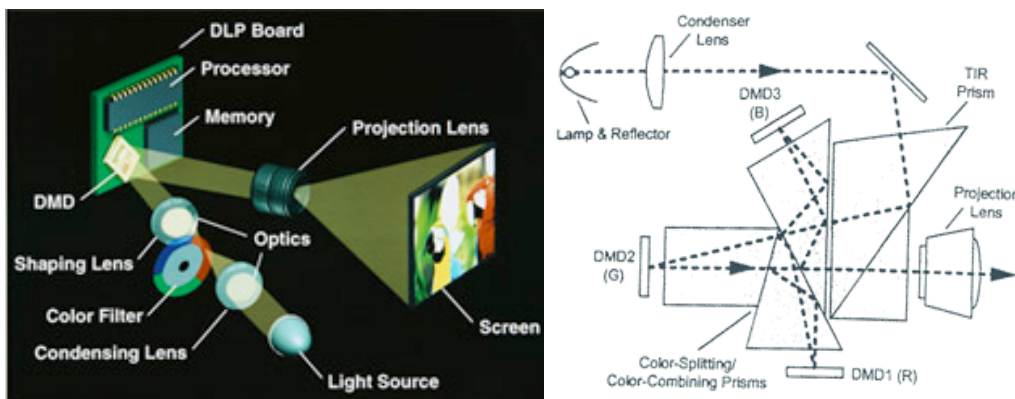 DLP Board
Processor
Memory
Projection Lens
DMD
Optics
Shaping Lens
Color Filter
Condensing Lens
Screen
Light Source
Condenser
Lens
TIR
Prism
DMD3
(B)
Lamp & Reflector
Projection
Lens
DMD2
(G)
Color-Splitting/
Color-Combining Prisms
DMD1 (R)